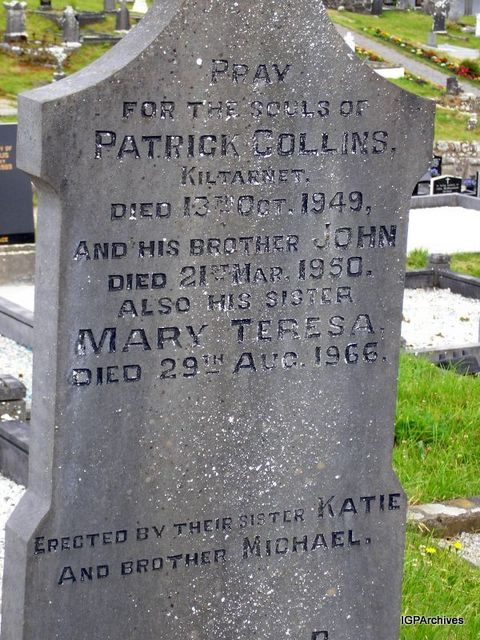 PRAY
FOR THE SOULS OF
PATRICK COLLINS.
KILTARNET.
DIED 13TH OCT. 1949,
AND HIS BROTHER JOHN
DIED 21ST MAR. 1950.
ALSO HIS SISTER
MARY TERESA.
DIED 29TH AUG. 1966.
ERECTED BY THEIR SISTER KATIE
AND BROTHER MICHAEL.
IGPArchives